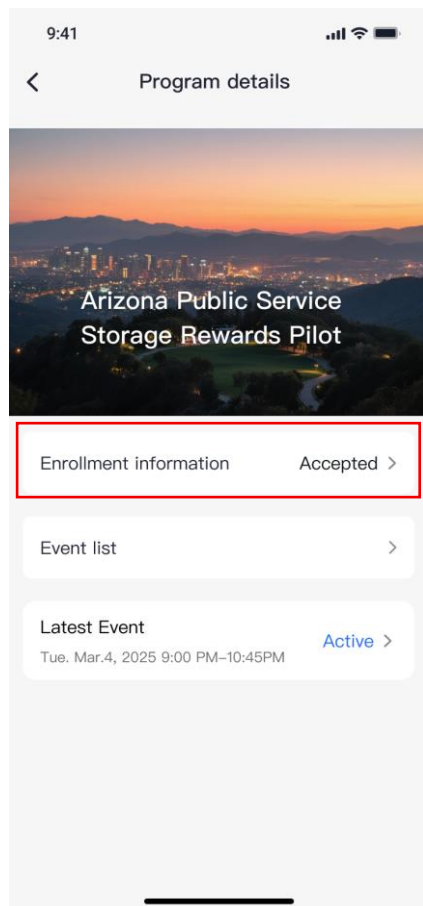 9:41
Program details
Arizona Public Service
Storage Rewards Pilot
Enrollment information Accepted >
Event list >
Latest Event
Active >
Tue. Mar.4, 2025 9:00 PM–10:45PM